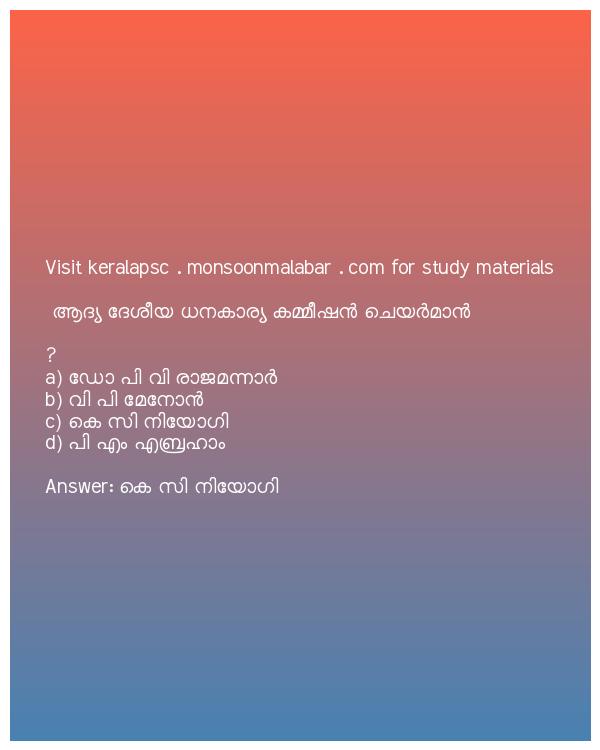 Visit keralapsc .monsoonmalabar .com for study materials
ആദ്യ ദേശീയ ധനകാര്യ കമ്മീഷൻ ചെയർമാൻ
?
a) ഡോ പി വി രാജമന്നാർ
b) വി പി മേനോൻ
c) കെ സി നിയോഗി
d) പി എം എബ്രഹാം
Answer: കെ സി നിയോഗി